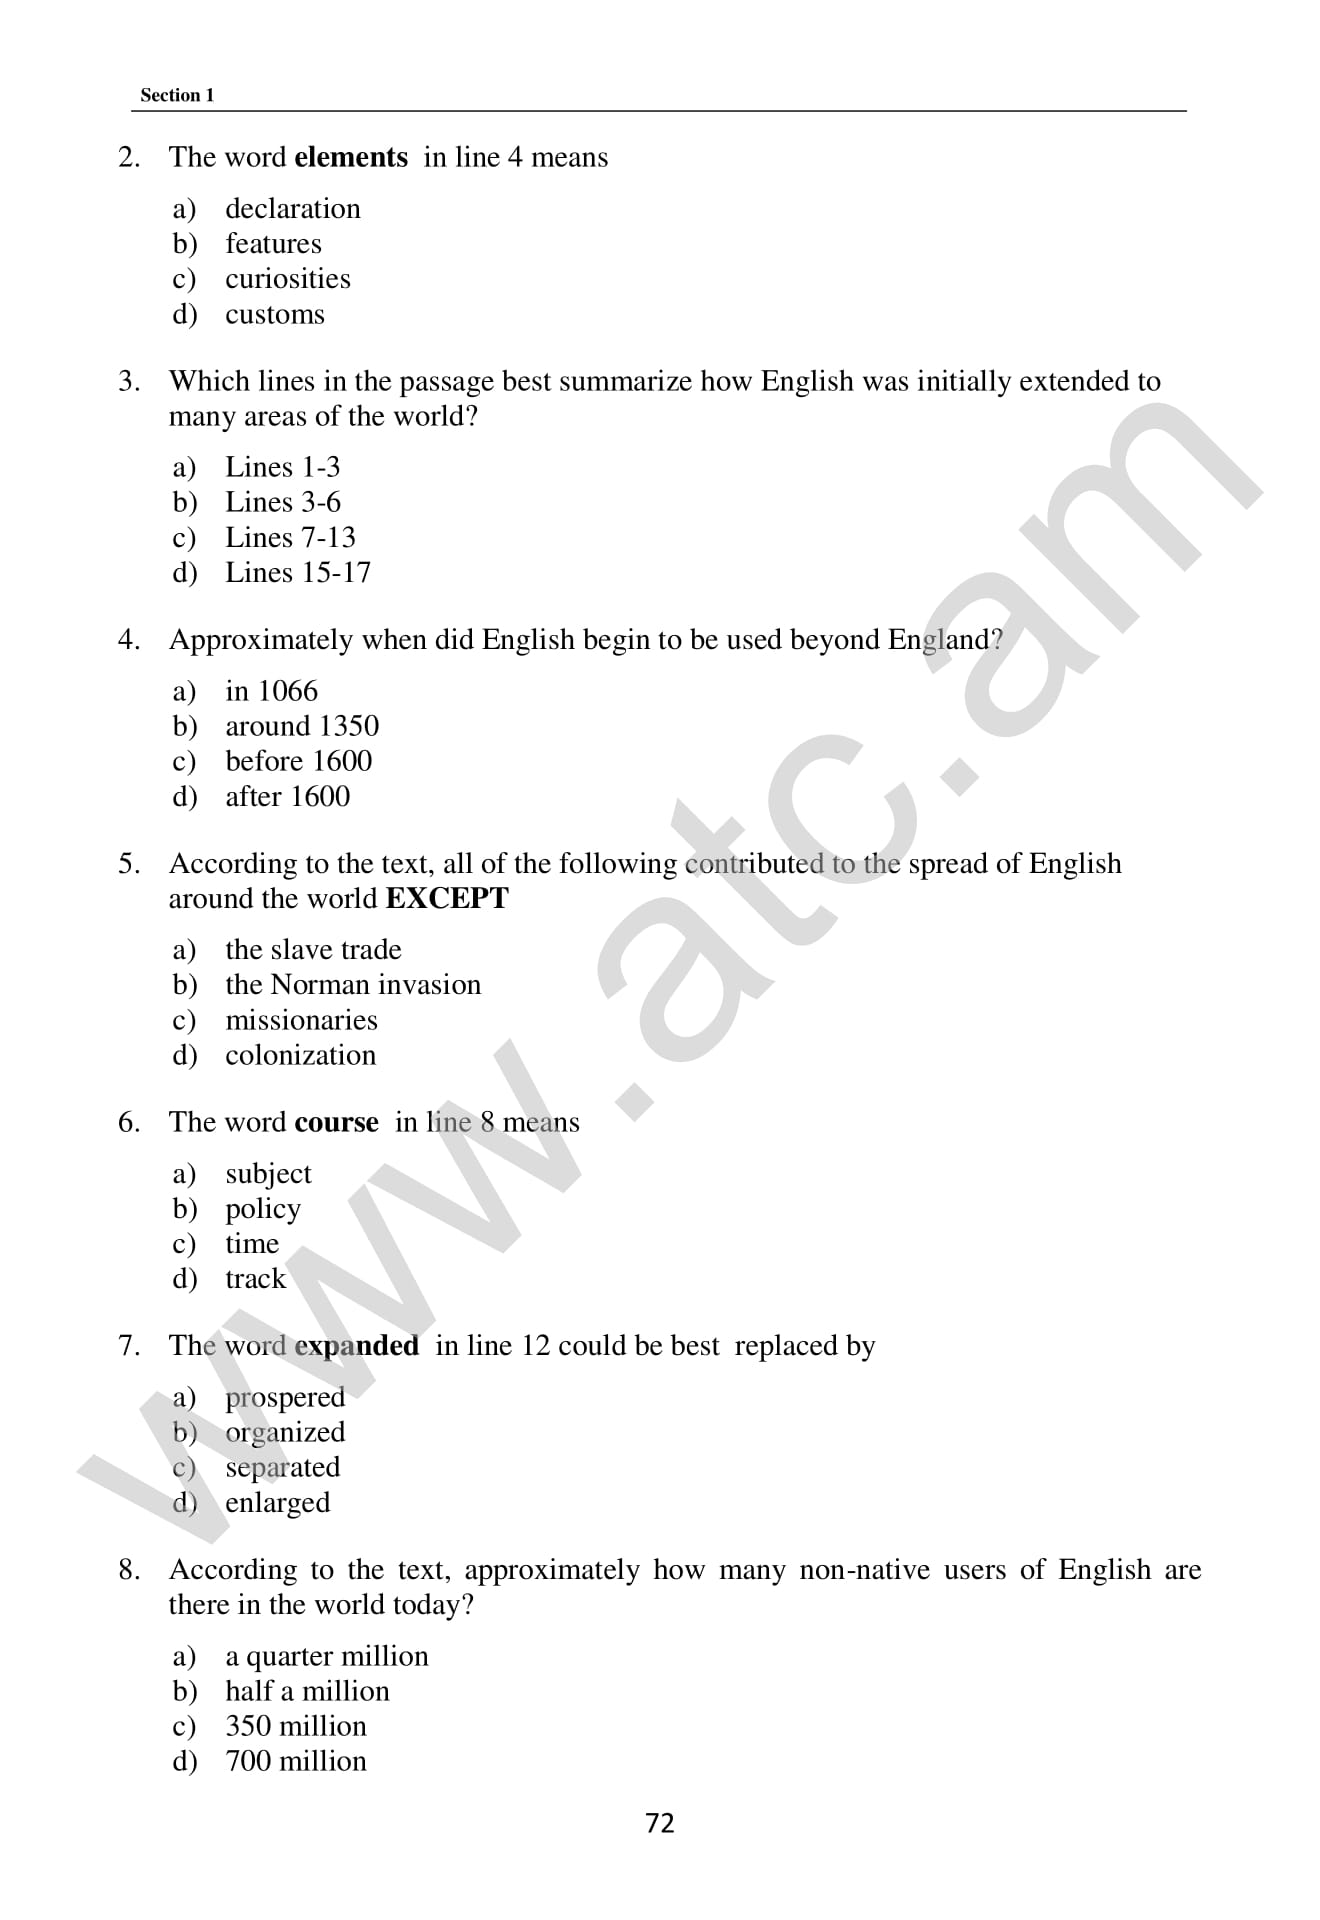 Section 1
2. The word elements in line 4 means
a) declaration
b) features
c) curiosities
d) customs
3. Which lines in the passage best summarize how English was initially extended to
many areas of the world?
a) Lines 1-3
b) Lines 3-6
c) Lines 7-13
d) Lines 15-17
4. Approximately when did English begin to be used beyond England?
a) in 1066
b) around 1350
c) before 1600
d) after 1600
5. According to the text, all of the following contributed to the spread of English
around the world EXCEPT
a) the slave trade
b) the Norman invasion
c) missionaries
d) colonization
6. The word course in line 8 means
a) subject
b) policy
c) time
d) track
7. The word expanded in line 12 could be best replaced by
a) prospered
b) organized
c) separated
d) enlarged
8. According to the text, approximately how many non-native users of English are
there in the world today?
a) a quarter million
b) half a million
c) 350 million
d) 700 million
72
www.atc.am